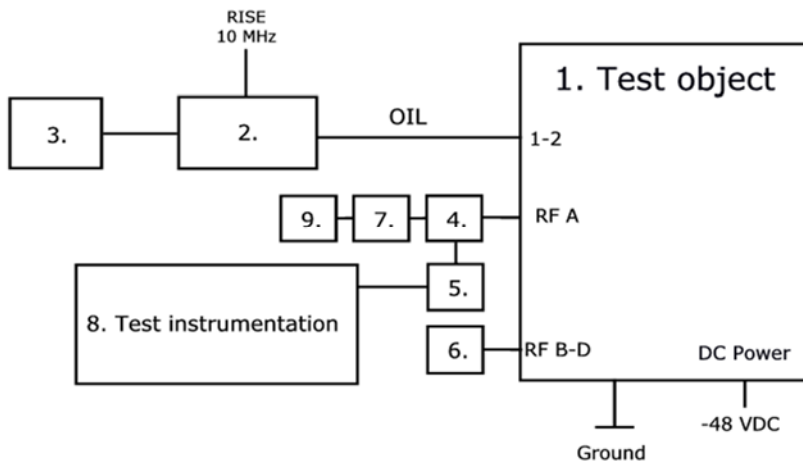 RISE
10 MHz
1. Test object
3.
2.
OIL
1-2
9.
7.
4.
RF A
8. Test instrumentation
5.
6.
RF B-D
DC Power
-48 VDC
Ground